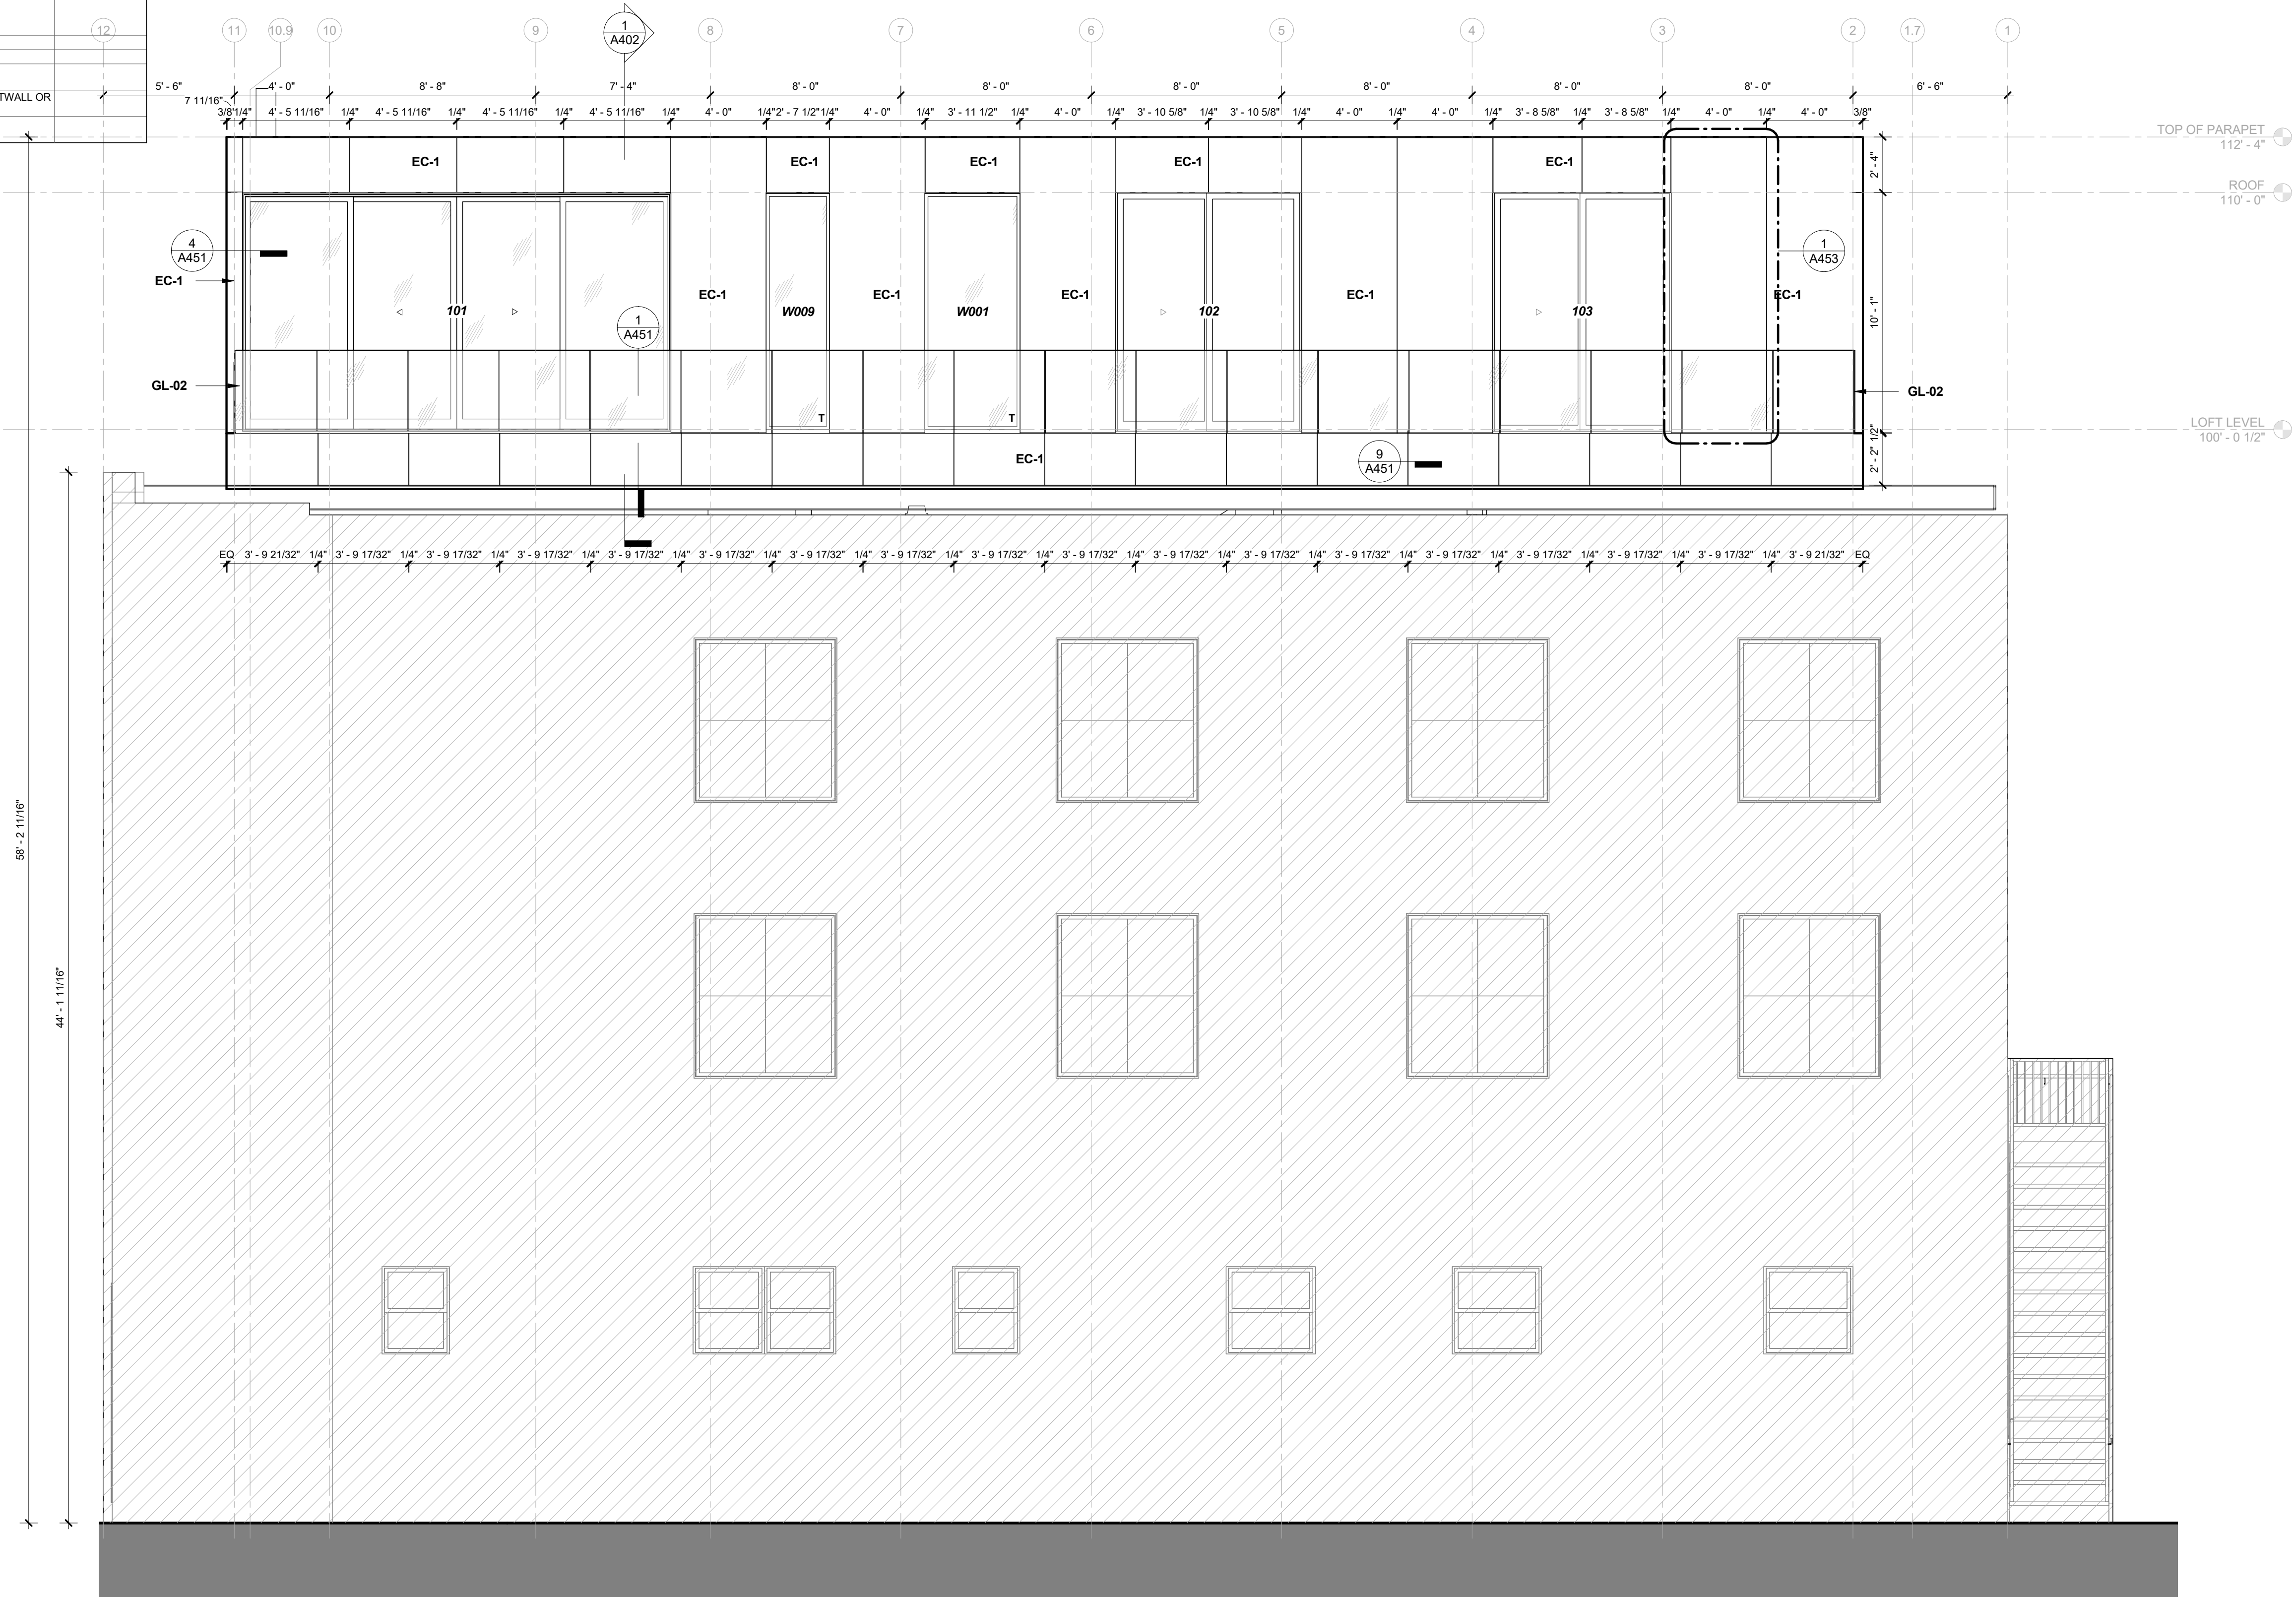 TWALL OR
12 11 10.9 10 9 8 7 6 5 4 3 2 1.7 1
1
A402
5' - 6" 4' - 0" 8' - 8" 7' - 4" 8' - 0" 8' - 0" 8' - 0" 8' - 0" 8' - 0" 8' - 0" 6' - 6"
7 11/16"
3/8" 1/4" 4' - 5 11/16" 1/4" 4' - 5 11/16" 1/4" 4' - 5 11/16" 1/4" 4' - 5 11/16" 1/4" 4' - 0" 1/4" 2' - 7 1/2" 1/4" 4' - 0" 1/4" 3' - 11 1/2" 1/4" 4' - 0" 1/4" 3' - 10 5/8" 1/4" 3' - 10 5/8" 1/4" 4' - 0" 1/4" 4' - 0" 1/4" 3' - 8 5/8" 1/4" 3' - 8 5/8" 1/4" 4' - 0" 1/4" 4' - 0" 3/8"
TOP OF PARAPET
112' - 4"
EC-1 EC-1 EC-1 EC-1 EC-1
2' - 4"
ROOF
110' - 0"
4
A451
1
A453
EC-1
EC-1 EC-1 EC-1 EC-1 EC-1
101 W009 W001 102 103
10' - 1"
1
A451
GL-02
GL-02
T T
LOFT LEVEL
100' - 0 1/2"
1/2"
2' - 2"
EC-1
9
A451
EQ 3' - 9 21/32" 1/4" 3' - 9 17/32" 1/4" 3' - 9 17/32" 1/4" 3' - 9 17/32" 1/4" 3' - 9 17/32" 1/4" 3' - 9 17/32" 1/4" 3' - 9 17/32" 1/4" 3' - 9 17/32" 1/4" 3' - 9 17/32" 1/4" 3' - 9 17/32" 1/4" 3' - 9 17/32" 1/4" 3' - 9 17/32" 1/4" 3' - 9 17/32" 1/4" 3' - 9 17/32" 1/4" 3' - 9 17/32" 1/4" 3' - 9 17/32" 1/4" 3' - 9 17/32" 1/4" 3' - 9 21/32" EQ
58' - 2 11/16"
44' - 1 11/16"